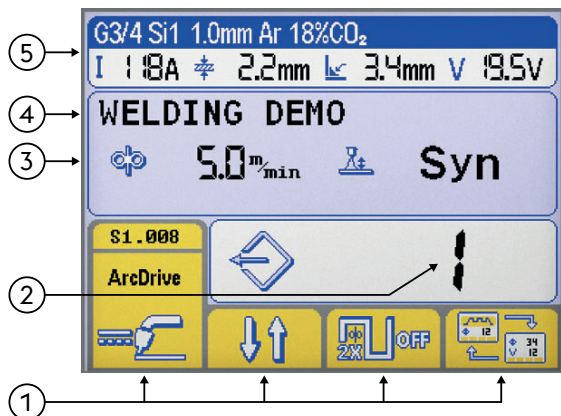 G3/4 Si1 1.0mm Ar 18%CO₂
I 118A 2.2mm 3.4mm V 19.5V
WELDING DEMO
5.0 m/min Syn
S1.008
ArcDrive
1
2X OFF
Φ 12 Φ 34
V 12
5
4
3
2
1